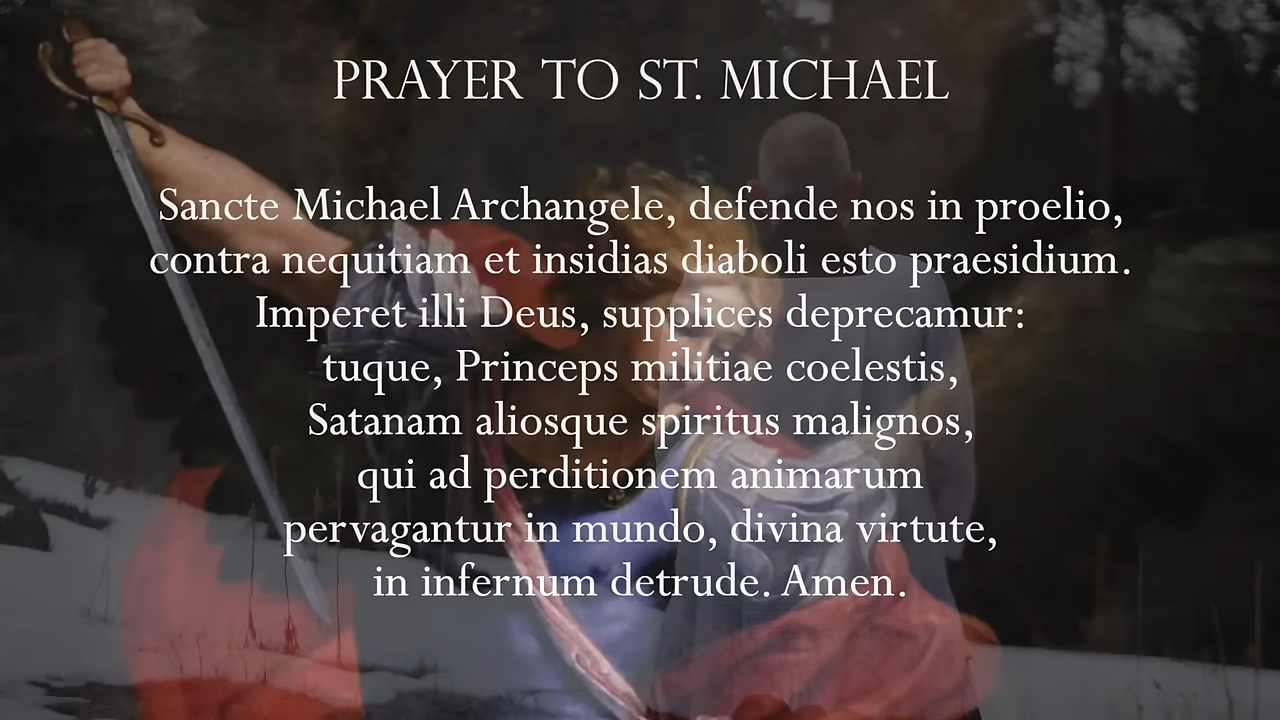 PRAYER TO ST. MICHAEL
Sancte Michael Archangele, defende nos in proelio,
contra nequitiam et insidias diaboli esto praesidium.
Imperet illi Deus, supplices deprecamur:
tuque, Princeps militiae coelestis,
Satanam aliosque spiritus malignos,
qui ad perditionem animarum
pervagantur in mundo, divina virtute,
in infernum detrude. Amen.